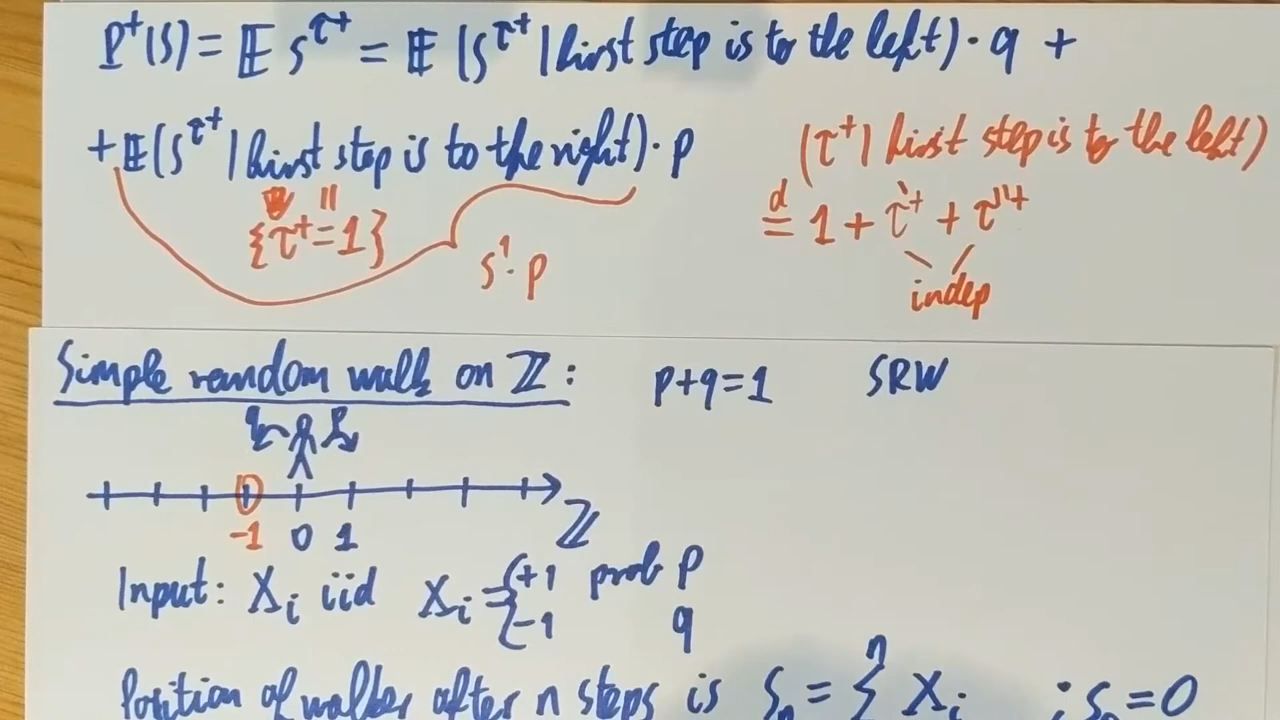 P⁺(s) = 𝔼 s^τ⁺ = 𝔼 (s^τ⁺ | first step is to the left) · q +
+ 𝔼(s^τ⁺ | first step is to the right) · p
{τ⁺=1}
s¹ · p
(τ⁺ | first step is to the left)
d
= 1 + τ'⁺ + τ''⁺
indep
Simple random walk on ℤ: p+q=1 SRW
-1 0 1 ℤ
Input: Xᵢ iid Xᵢ = { +1 prob p
-1 q
Position of walker after n steps is Sₙ = Σⁿ Xᵢ ; S₀ = 0